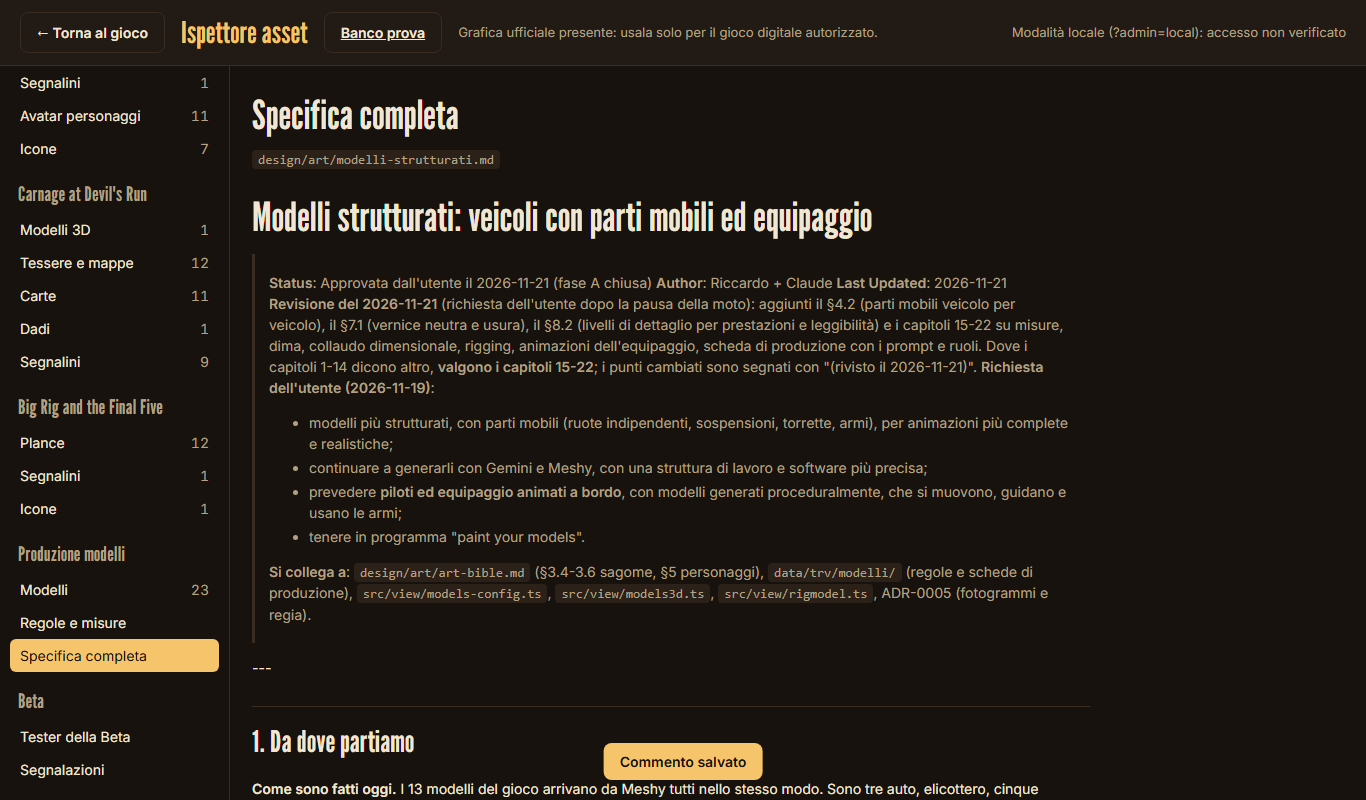 ← Torna al gioco
Ispettore asset
Banco prova
Grafica ufficiale presente: usala solo per il gioco digitale autorizzato.
Modalità locale (?admin=local): accesso non verificato
Segnalini 1
Avatar personaggi 11
Icone 7
Carnage at Devil's Run
Modelli 3D 1
Tessere e mappe 12
Carte 11
Dadi 1
Segnalini 9
Big Rig and the Final Five
Plance 12
Segnalini 1
Icone 1
Produzione modelli
Modelli 23
Regole e misure
Specifica completa
Beta
Tester della Beta
Segnalazioni
Specifica completa
design/art/modelli-strutturati.md
Modelli strutturati: veicoli con parti mobili ed equipaggio
Status: Approvata dall'utente il 2026-11-21 (fase A chiusa) Author: Riccardo + Claude Last Updated: 2026-11-21
Revisione del 2026-11-21 (richiesta dell'utente dopo la pausa della moto): aggiunti il §4.2 (parti mobili veicolo per
veicolo), il §7.1 (vernice neutra e usura), il §8.2 (livelli di dettaglio per prestazioni e leggibilità) e i capitoli 15-22 su misure,
dima, collaudo dimensionale, rigging, animazioni dell'equipaggio, scheda di produzione con i prompt e ruoli. Dove i
capitoli 1-14 dicono altro, valgono i capitoli 15-22; i punti cambiati sono segnati con "(rivisto il 2026-11-21)". Richiesta
dell'utente (2026-11-19):
• modelli più strutturati, con parti mobili (ruote indipendenti, sospensioni, torrette, armi), per animazioni più complete
e realistiche;
• continuare a generarli con Gemini e Meshy, con una struttura di lavoro e software più precisa;
• prevedere piloti ed equipaggio animati a bordo, con modelli generati proceduralmente, che si muovono, guidano e
usano le armi;
• tenere in programma "paint your models".
Si collega a: design/art/art-bible.md (§3.4-3.6 sagome, §5 personaggi), data/trv/modelli/ (regole e schede di
produzione), src/view/models-config.ts, src/view/models3d.ts, src/view/rigmodel.ts, ADR-0005 (fotogrammi e
regia).
---
1. Da dove partiamo
Commento salvato
Come sono fatti oggi. I 13 modelli del gioco arrivano da Meshy tutti nello stesso modo. Sono tre auto, elicottero, cinque